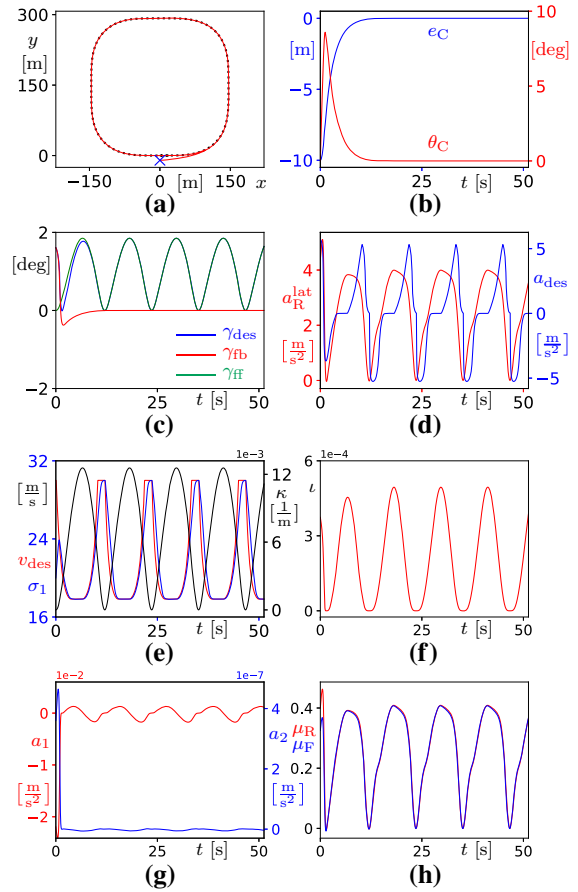 300
y
[m]
150
0
−150
0
[m]
150
x
(a)
0
[m]
−5
−10
e_C
θ_C
10
[deg]
5
0
0
25
t [s]
50
(b)
2
[deg]
0
−2
γ_des
γ_fb
γ_ff
0
25
t [s]
50
(c)
4
a_R^lat
2
[m/s²]
0
5
a_des
0
[m/s²]
−5
0
25
t [s]
50
(d)
32
[m/s]
24
v_des
σ_1
16
1e−3
12
κ
[1/m]
6
0
0
25
t [s]
50
(e)
1e−4
6
ι
3
0
0
25
t [s]
50
(f)
1e−2
0
a_1
−1
[m/s²]
−2
1e−7
4
a_2
2
[m/s²]
0
0
25
t [s]
50
(g)
0.4
μ_R
μ_F
0.2
0.0
0
25
t [s]
50
(h)